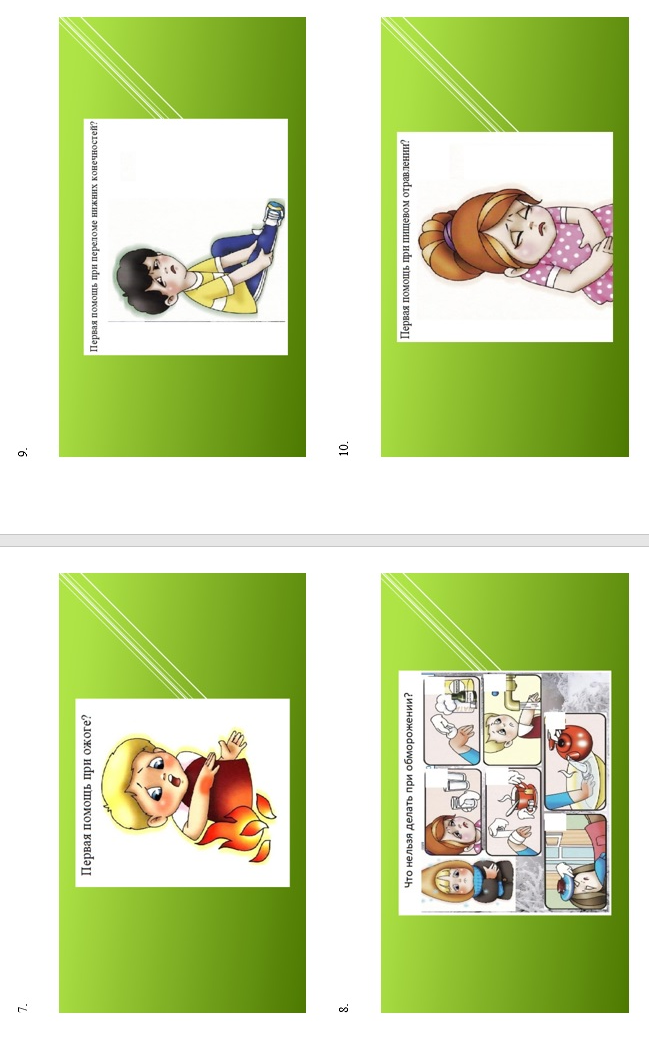 7.
Первая помощь при ожоге?
8.
Что нельзя делать при обморожении?
9.
Первая помощь при переломе нижних конечностей?
10.
Первая помощь при пищевом отравлении?